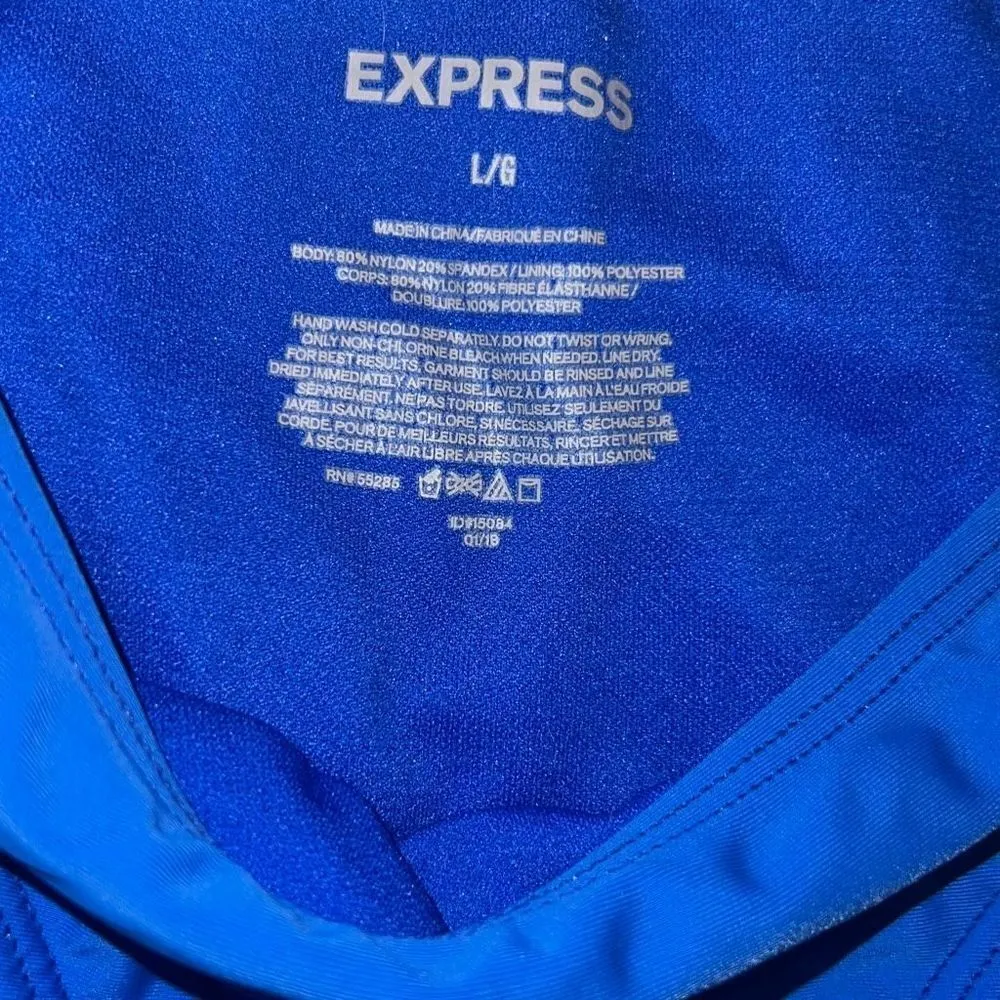 EXPRESS
L/G
MADE IN CHINA/FABRIQUÉ EN CHINE
BODY: 80% NYLON 20% SPANDEX / LINING: 100% POLYESTER
CORPS: 80% NYLON 20% FIBRE ÉLASTHANNE /
DOUBLURE: 100% POLYESTER
HAND WASH COLD SEPARATELY. DO NOT TWIST OR WRING.
ONLY NON-CHLORINE BLEACH WHEN NEEDED. LINE DRY.
FOR BEST RESULTS, GARMENT SHOULD BE RINSED AND LINE
DRIED IMMEDIATELY AFTER USE. LAVEZ À LA MAIN À L'EAU FROIDE
SÉPAREMENT. NE PAS TORDRE. UTILISEZ SEULEMENT DU
JAVELLISANT SANS CHLORE, SI NÉCESSAIRE. SÉCHAGE SUR
CORDE. POUR DE MEILLEURS RÉSULTATS, RINCER ET METTRE
À SÉCHER À L'AIR LIBRE APRÈS CHAQUE UTILISATION.
RN# 55285
ID#15084
01/19